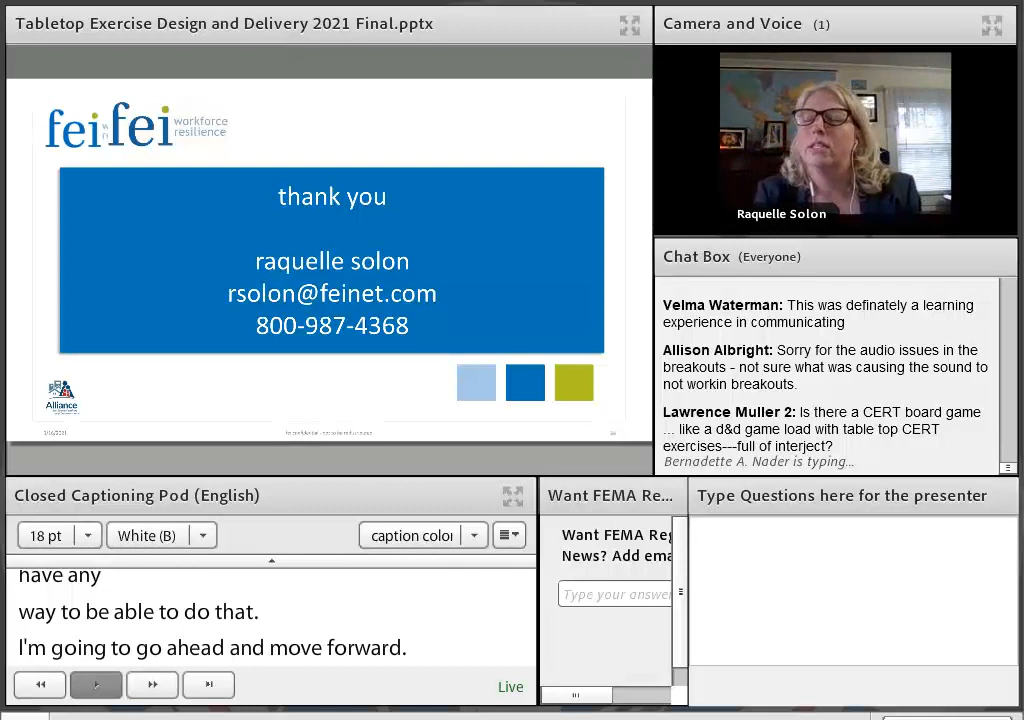 Tabletop Exercise Design and Delivery 2021 Final.pptx
fei fei workforce
resilience
thank you
raquelle solon
rsolon@feinet.com
800-987-4368
Alliance
Camera and Voice (1)
Raquelle Solon
Chat Box (Everyone)
Velma Waterman: This was definately a learning
experience in communicating
Allison Albright: Sorry for the audio issues in the
breakouts - not sure what was causing the sound to
not workin breakouts.
Lawrence Muller 2: Is there a CERT board game
... like a d&d game load with table top CERT
exercises---full of interject?
Bernadette A. Nader is typing...
Closed Captioning Pod (English)
18 pt
White (B)
caption color
have any
way to be able to do that.
I'm going to go ahead and move forward.
Live
Want FEMA Re...
Want FEMA Reg
News? Add ema
Type your answer
Type Questions here for the presenter